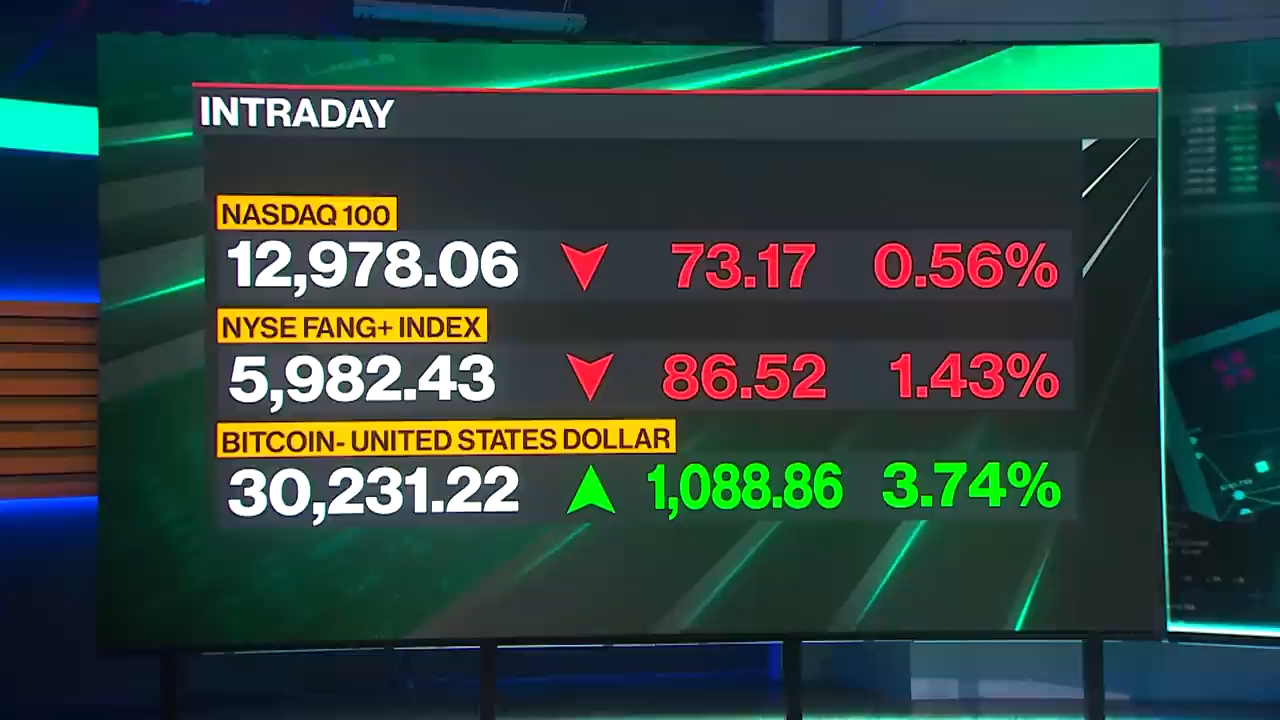 INTRADAY
NASDAQ 100
12,978.06 ▼ 73.17 0.56%
NYSE FANG+ INDEX
5,982.43 ▼ 86.52 1.43%
BITCOIN- UNITED STATES DOLLAR
30,231.22 ▲ 1,088.86 3.74%